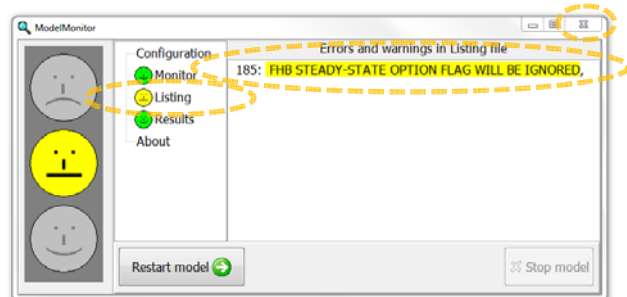 ModelMonitor
Configuration
Monitor
Listing
Results
About
Errors and warnings in Listing file
185: FHB STEADY-STATE OPTION FLAG WILL BE IGNORED,
Restart model
Stop model